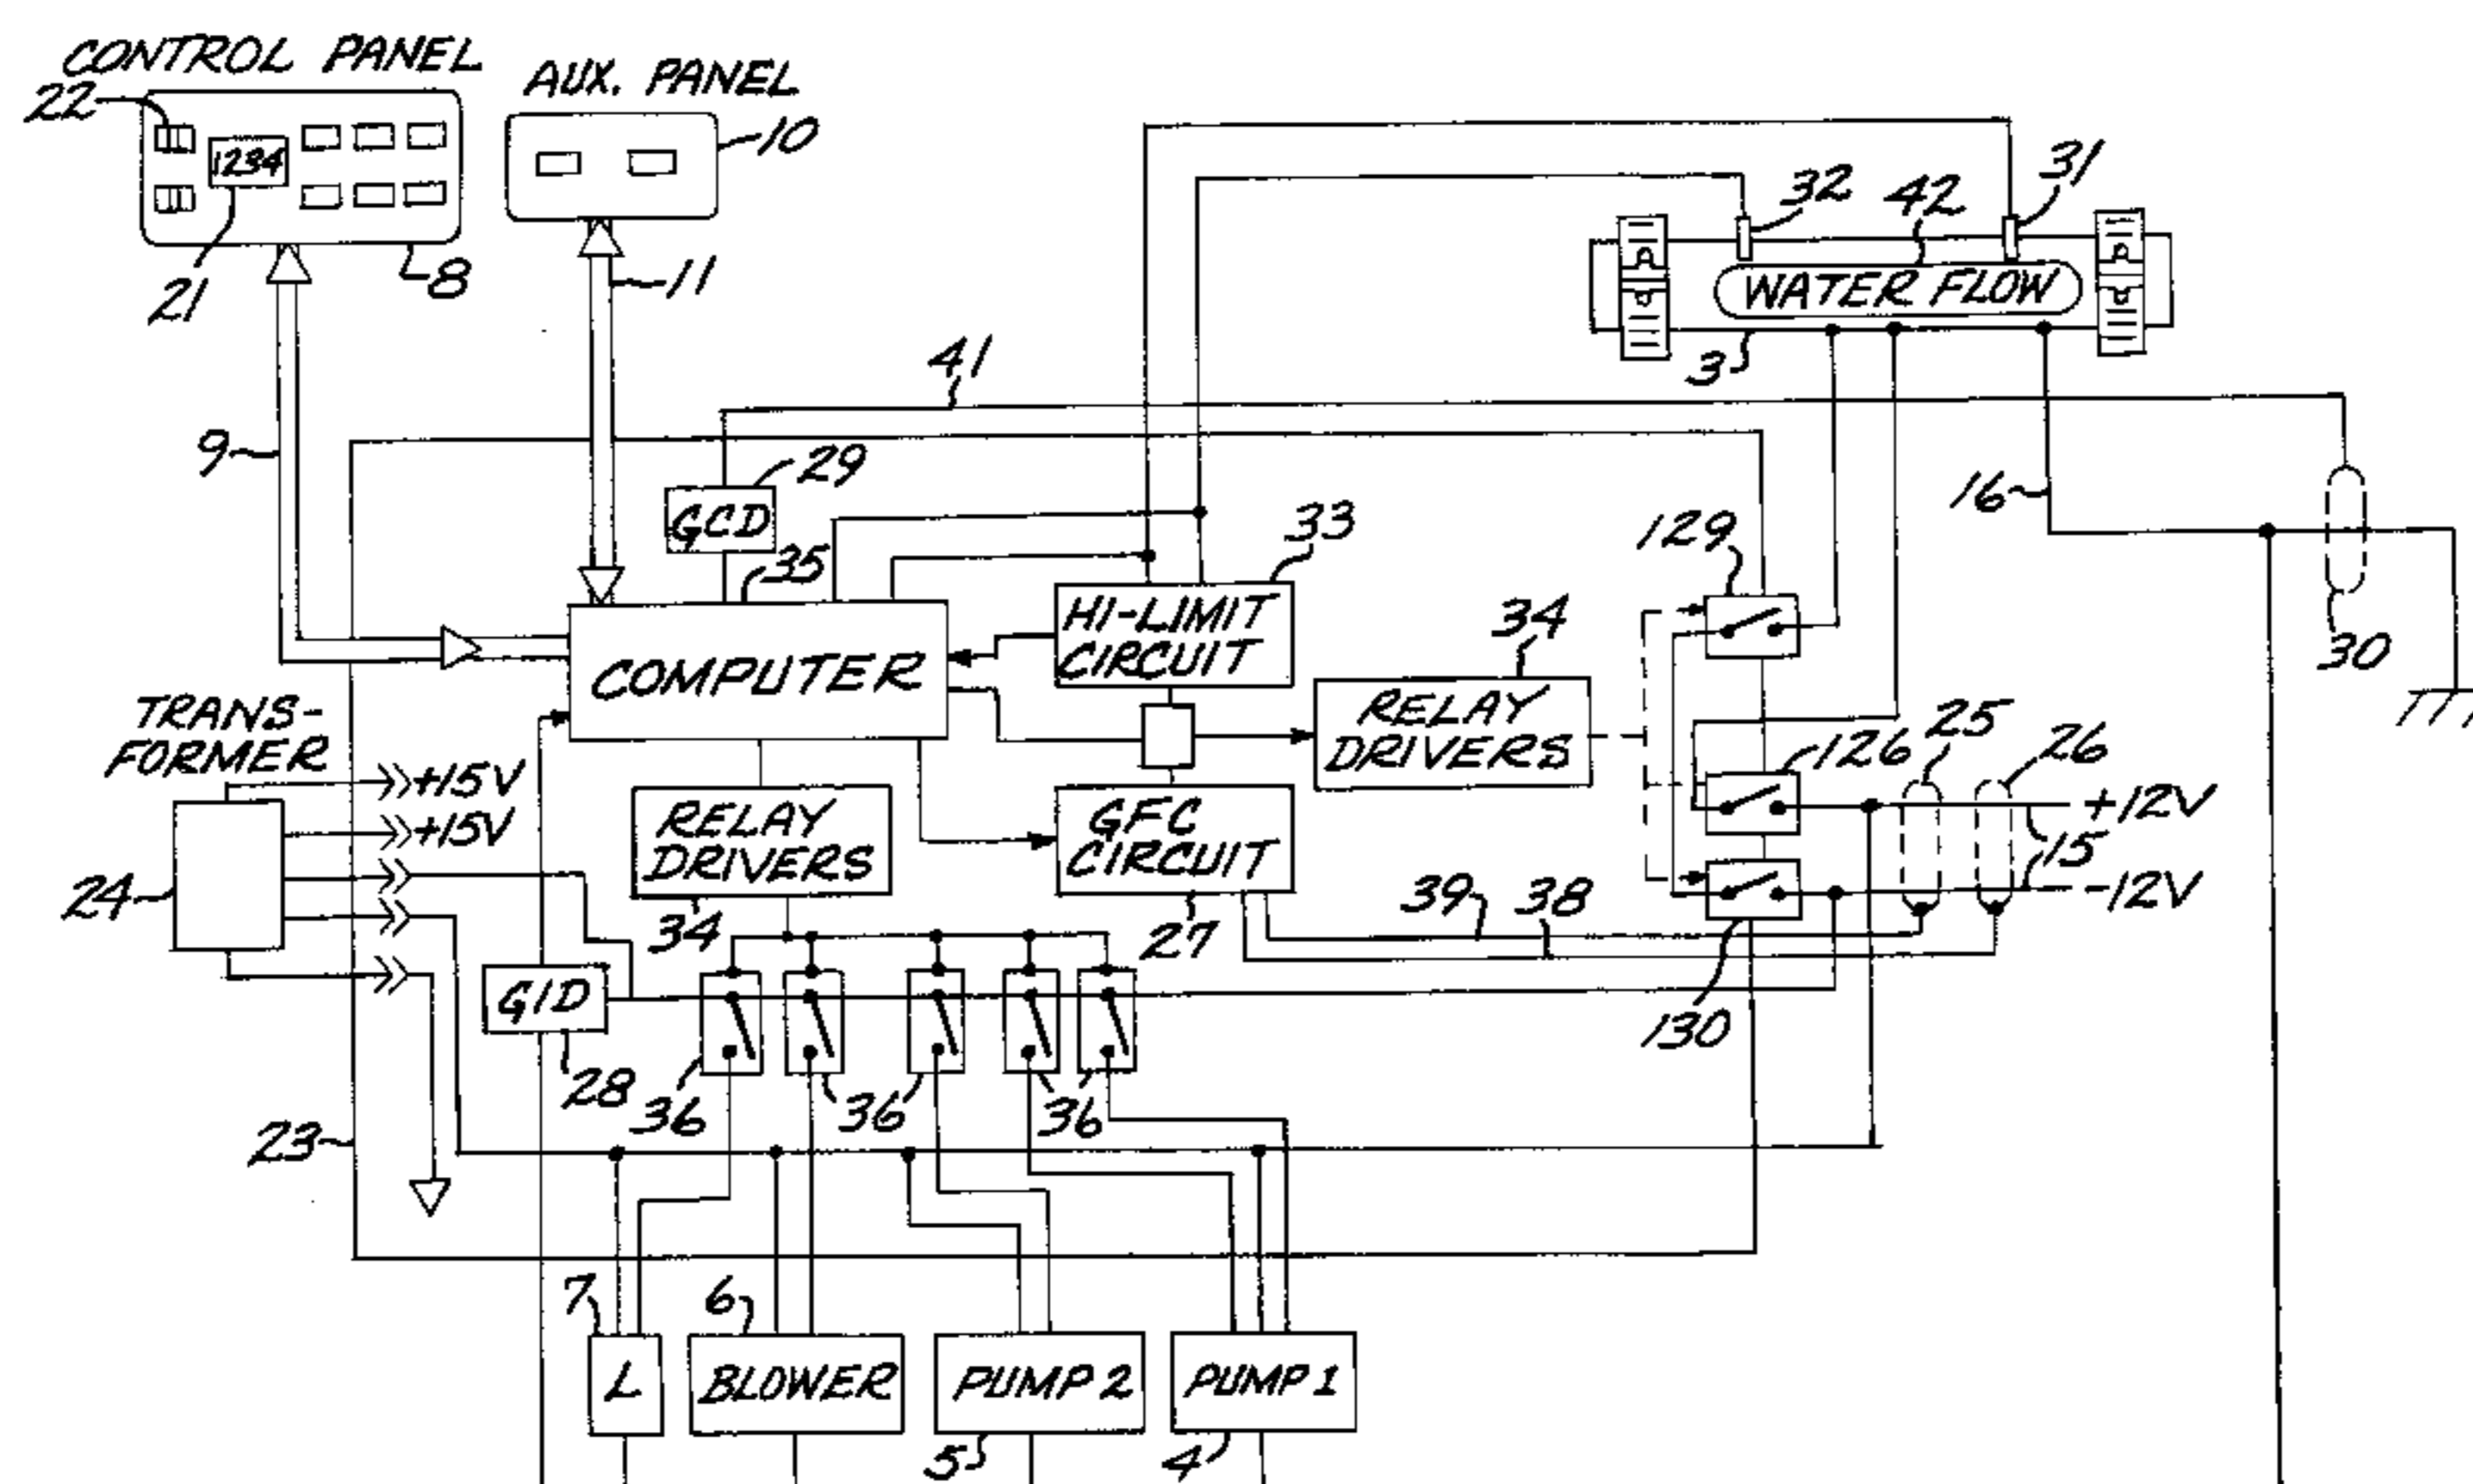 CONTROL PANEL
AUX. PANEL
22
1234
10
21
8
11
32
42
31
WATER FLOW
3
41
9
29
GCD
35
33
16
129
HI-LIMIT
CIRCUIT
34
30
COMPUTER
TRANS-
FORMER
RELAY
DRIVERS
25
126
26
+15V
+15V
RELAY
DRIVERS
GFC
CIRCUIT
+12V
15
-12V
24
34
27
39
38
GID
130
28
36
36
36
23
7
6
L
BLOWER
PUMP 2
PUMP 1
5
4